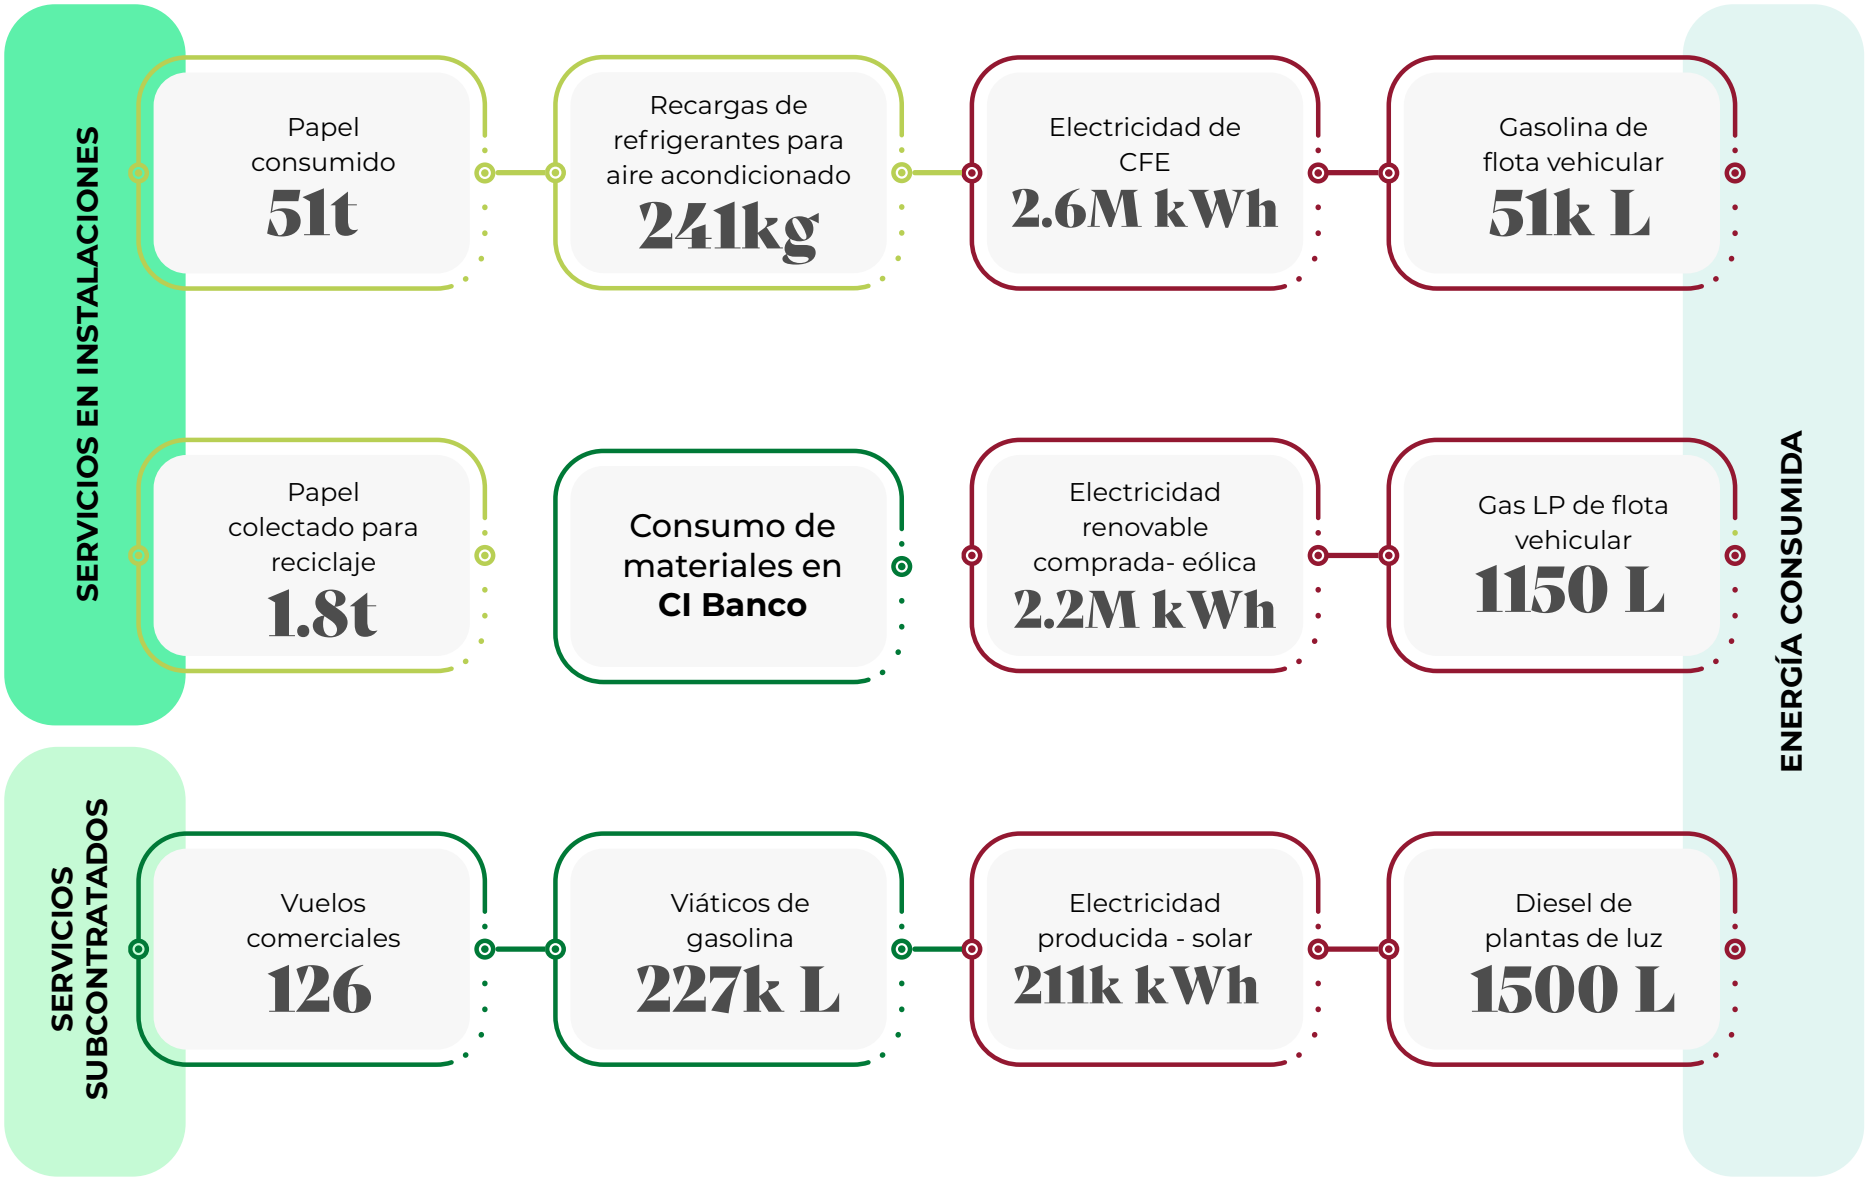 SERVICIOS EN INSTALACIONES
Papel
consumido
51t
Recargas de
refrigerantes para
aire acondicionado
241kg
Electricidad de
CFE
2.6M kWh
Gasolina de
flota vehicular
51k L
Papel
colectado para
reciclaje
1.8t
Consumo de
materiales en
CI Banco
Electricidad
renovable
comprada- eólica
2.2M kWh
Gas LP de flota
vehicular
1150 L
ENERGÍA CONSUMIDA
SERVICIOS
SUBCONTRATADOS
Vuelos
comerciales
126
Viáticos de
gasolina
227k L
Electricidad
producida - solar
211k kWh
Diesel de
plantas de luz
1500 L